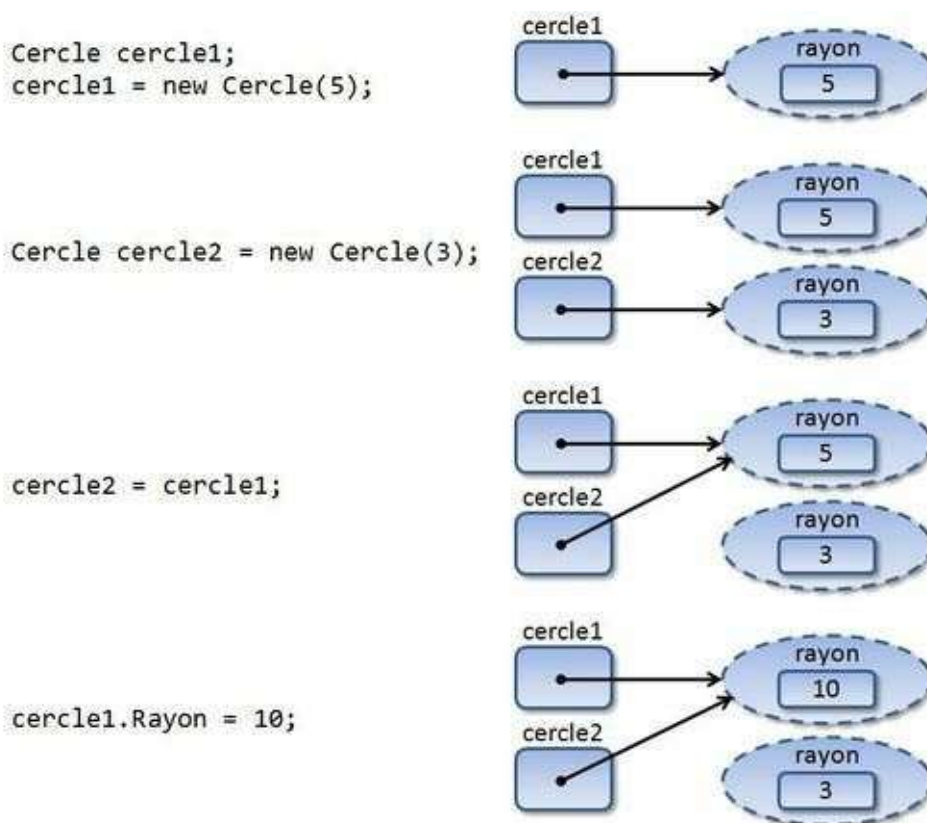 Cercle cercle1;
cercle1 = new Cercle(5);
cercle1
rayon
5
Cercle cercle2 = new Cercle(3);
cercle1
rayon
5
cercle2
rayon
3
cercle2 = cercle1;
cercle1
rayon
5
cercle2
rayon
3
cercle1.Rayon = 10;
cercle1
rayon
10
cercle2
rayon
3